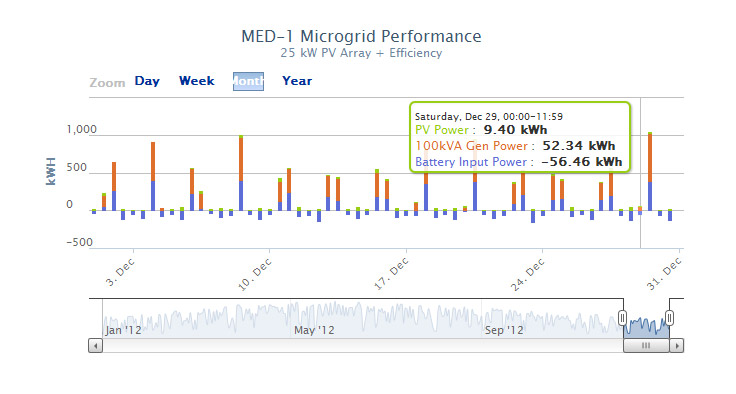 MED-1 Microgrid Performance
25 kW PV Array + Efficiency
Zoom Day Week Month Year
Saturday, Dec 29, 00:00-11:59
PV Power : 9.40 kWh
100kVA Gen Power : 52.34 kWh
Battery Input Power : -56.46 kWh
kWH
1,000
500
0
-500
3. Dec
10. Dec
17. Dec
24. Dec
31. Dec
Jan '12
May '12
Sep '12